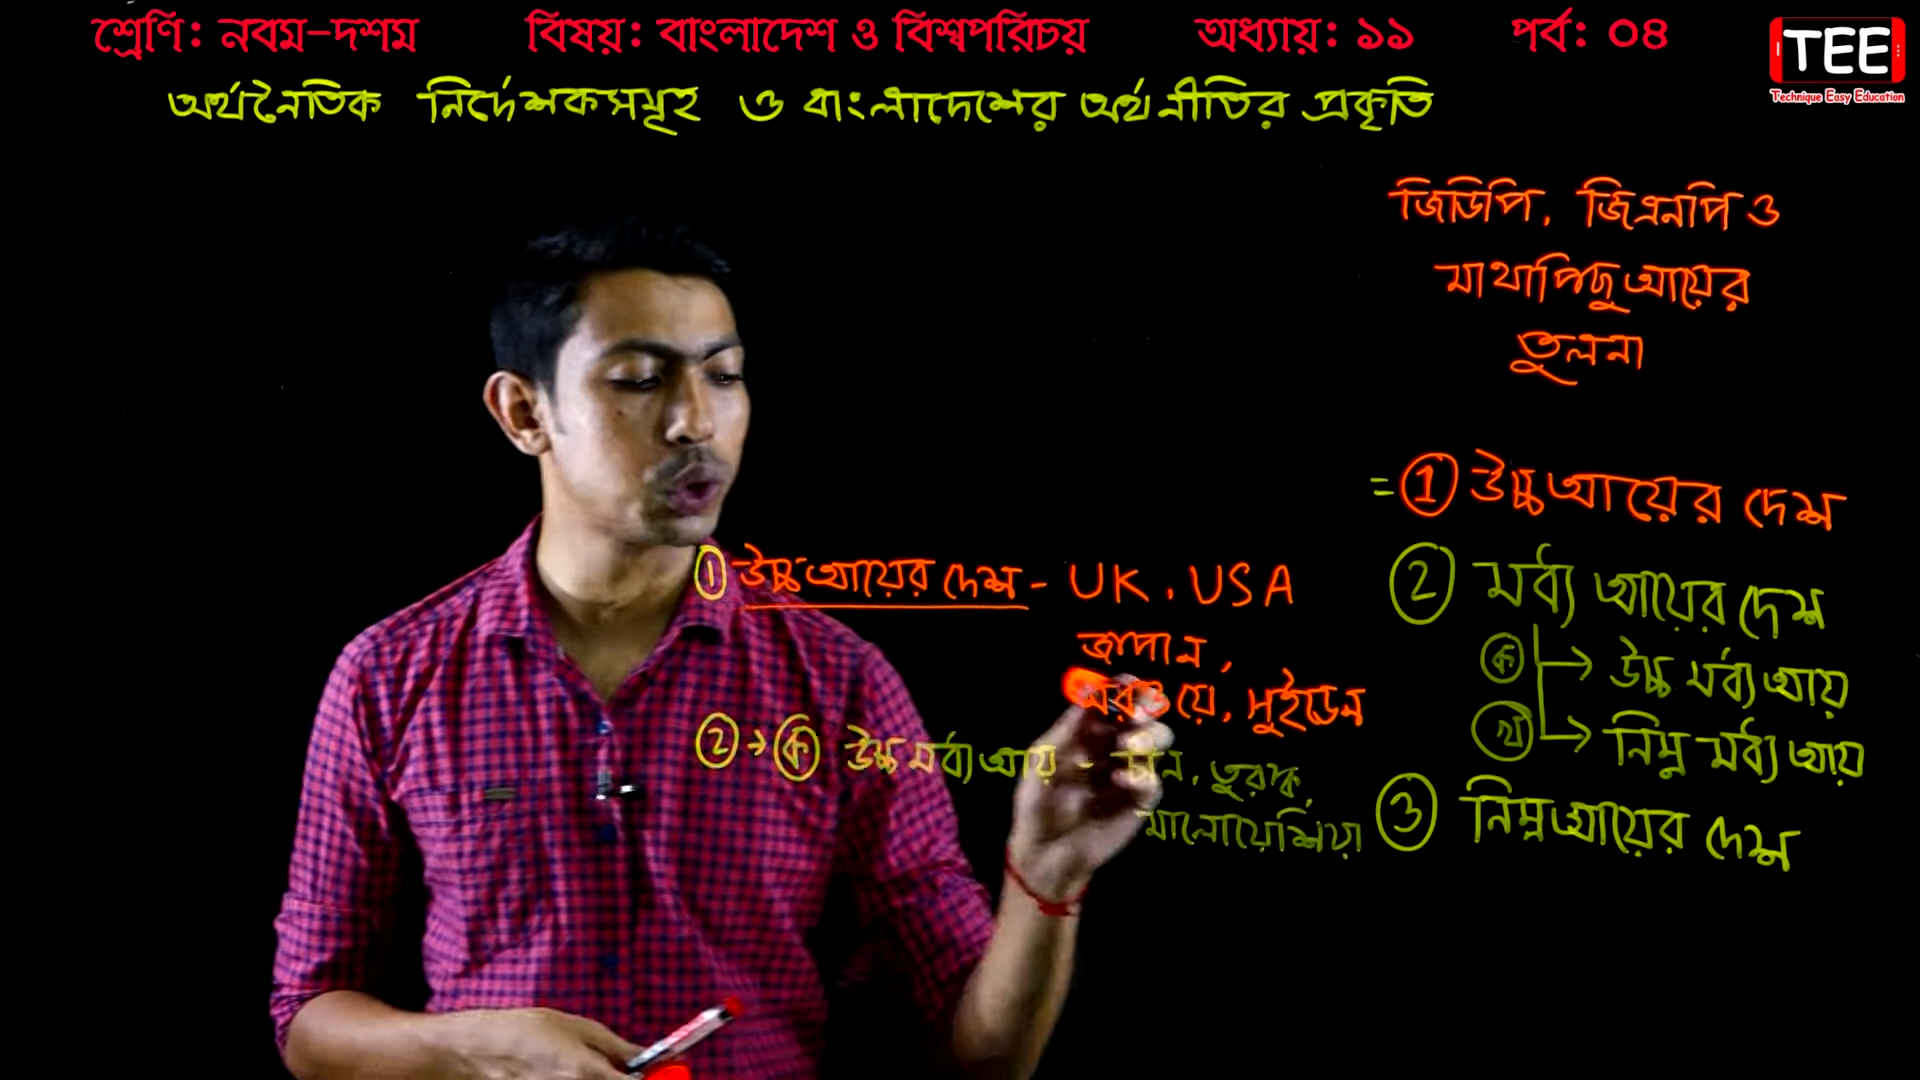 শ্রেণি: নবম-দশম বিষয়: বাংলাদেশ ও বিশ্বপরিচয় অধ্যায়: ১১ পর্ব: ০৪
TEE
Technique Easy Education
অর্থনৈতিক নির্দেশকসমূহ ও বাংলাদেশের অর্থনীতির প্রকৃতি
জিডিপি, জিএনপি ও
মাথাপিছু আয়ের
তুলনা
= ① উচ্চ আয়ের দেশ
② মধ্য আয়ের দেশ
ক → উচ্চ মধ্য আয়
খ → নিম্ন মধ্য আয়
③ নিম্ন আয়ের দেশ
① উচ্চ আয়ের দেশ - UK, USA
জাপান,
নরওয়ে, সুইডেন
② → ক উচ্চ মধ্য আয় - চীন, তুরস্ক,
মালোয়েশিয়া